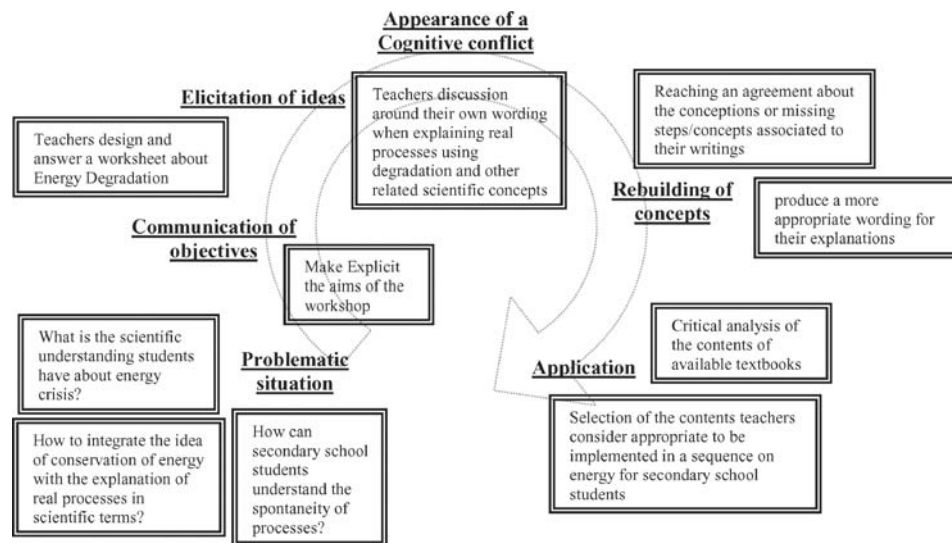 Appearance of a
Cognitive conflict
Elicitation of ideas
Teachers discussion
around their own wording
when explaining real
processes using
degradation and other
related scientific concepts
Reaching an agreement about
the conceptions or missing
steps/concepts associated to
their writings
Teachers design and
answer a worksheet about
Energy Degradation
Rebuilding of
concepts
produce a more
appropriate wording for
their explanations
Communication of
objectives
Make Explicit
the aims of the
workshop
What is the scientific
understanding students
have about energy
crisis?
Problematic
situation
Application
Critical analysis of
the contents of
available textbooks
How to integrate the idea
of conservation of energy
with the explanation of
real processes in
scientific terms?
How can
secondary school
students
understand the
spontaneity of
processes?
Selection of the contents teachers
consider appropriate to be
implemented in a sequence on
energy for secondary school
students